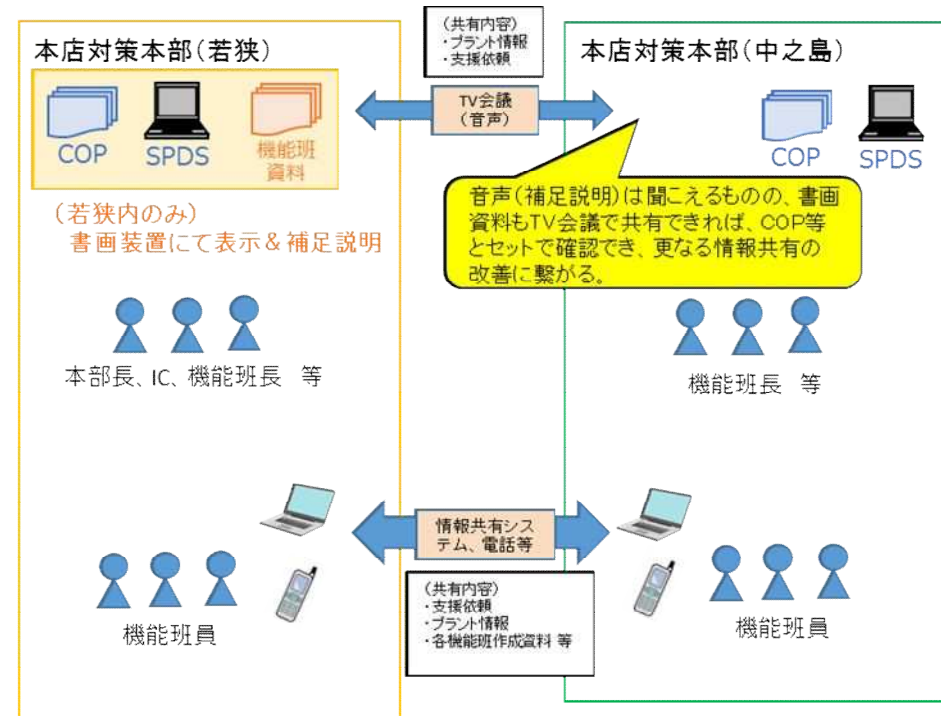 (共有内容)
・プラント情報
・支援依頼
本店対策本部(若狭)
本店対策本部(中之島)
TV会議
(音声)
COP
SPDS
機能班
資料
COP
SPDS
(若狭内のみ)
書画装置にて表示&補足説明
音声(補足説明)は聞こえるものの、書画
資料もTV会議で共有できれば、COP等
とセットで確認でき、更なる情報共有の
改善に繋がる。
本部長、IC、機能班長 等
機能班長 等
情報共有シス
テム、電話等
(共有内容)
・支援依頼
・プラント情報
・各機能班作成資料 等
機能班員
機能班員